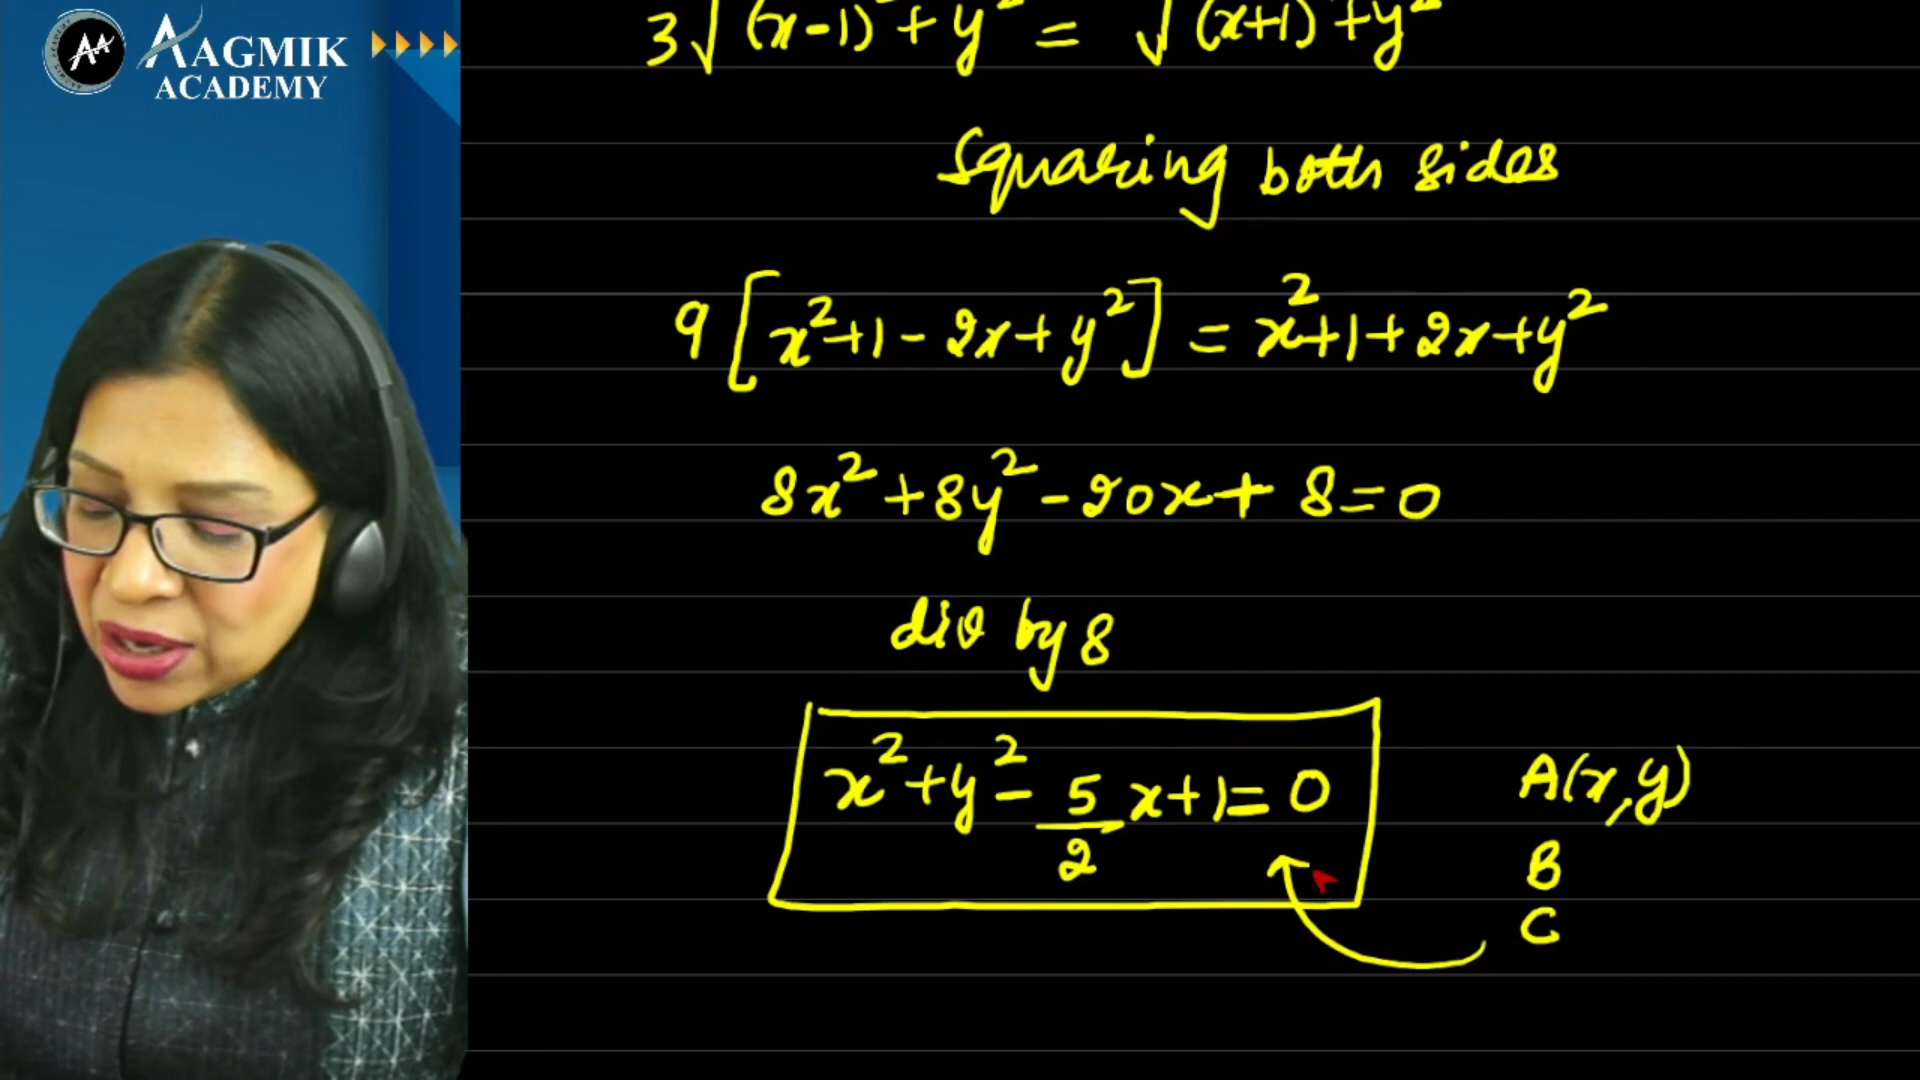 AAGMIK
ACADEMY
3√(x-1)² + y² = √(x+1)² + y²
Squaring both sides
9[x²+1-2x+y²] = x²+1+2x+y²
8x²+8y²-20x+8=0
div by 8
x²+y²-5/2x+1=0
A(x,y)
B
C